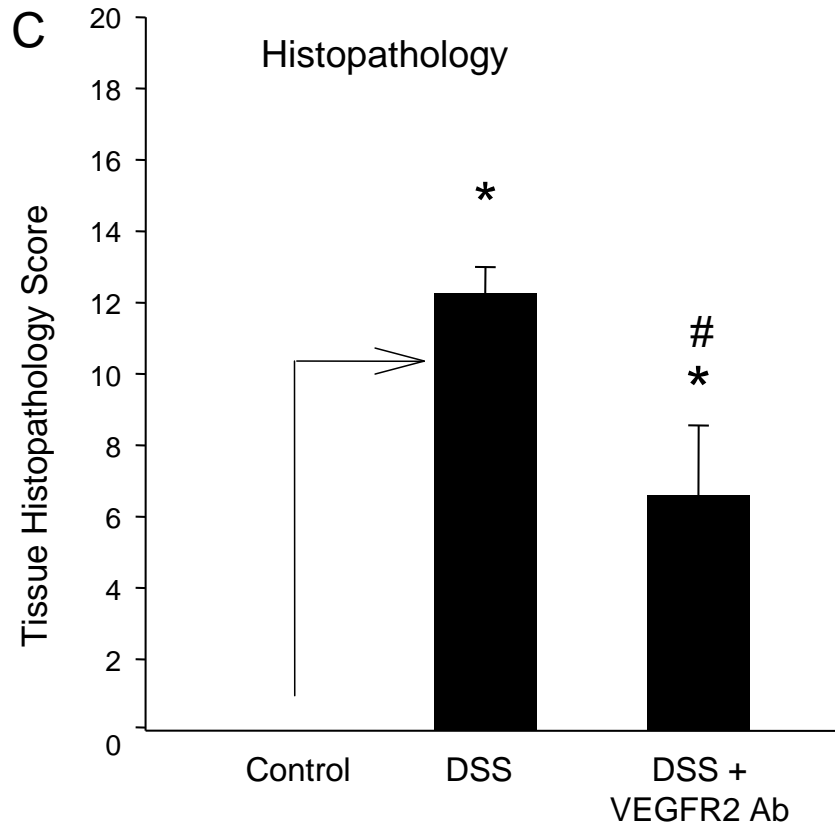 C
Histopathology
Tissue Histopathology Score
20
18
16
14
12
10
8
6
4
2
0
*
#
*
Control
DSS
DSS +
VEGFR2 Ab